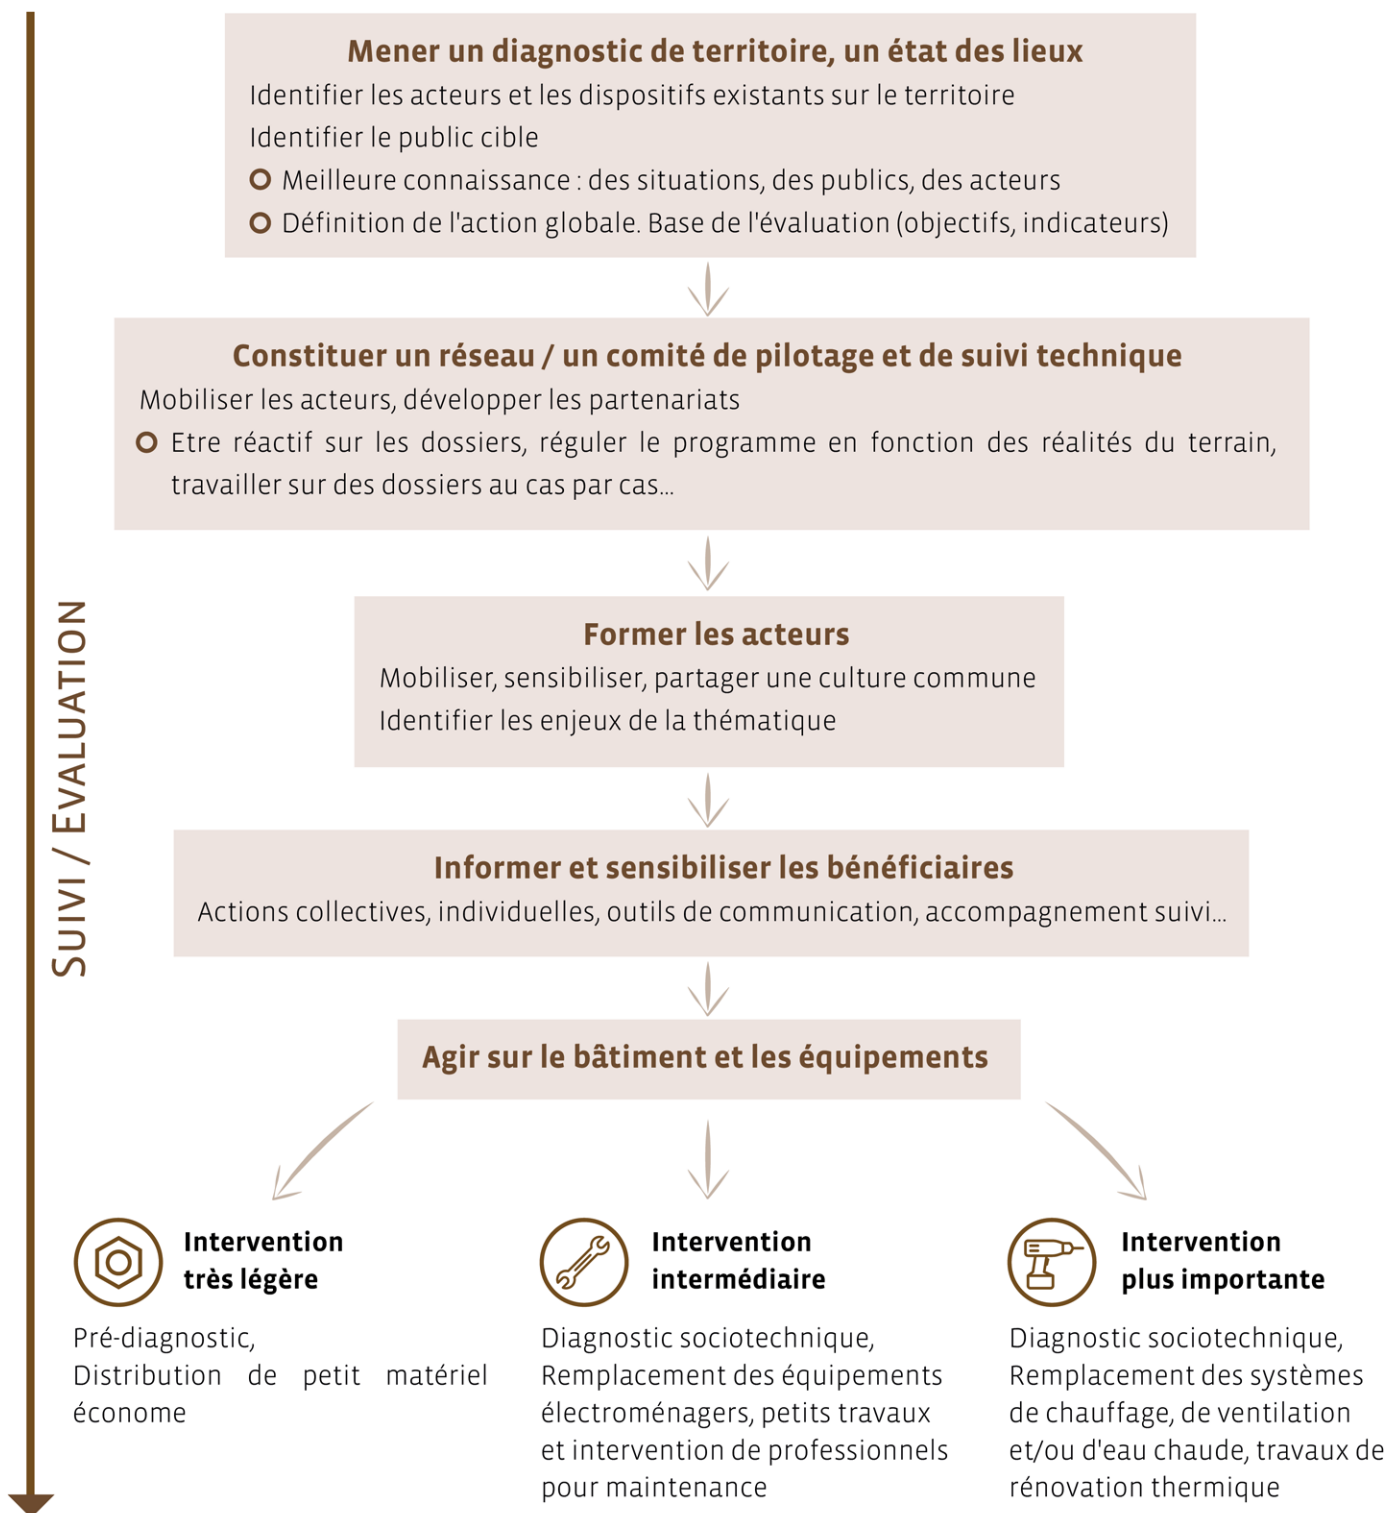 Mener un diagnostic de territoire, un état des lieux
Identifier les acteurs et les dispositifs existants sur le territoire
Identifier le public cible
Meilleure connaissance : des situations, des publics, des acteurs
Définition de l'action globale. Base de l'évaluation (objectifs, indicateurs)
Constituer un réseau / un comité de pilotage et de suivi technique
Mobiliser les acteurs, développer les partenariats
Etre réactif sur les dossiers, réguler le programme en fonction des réalités du terrain,
travailler sur des dossiers au cas par cas...
Former les acteurs
Mobiliser, sensibiliser, partager une culture commune
Identifier les enjeux de la thématique
SUIVI / EVALUATION
Informer et sensibiliser les bénéficiaires
Actions collectives, individuelles, outils de communication, accompagnement suivi...
Agir sur le bâtiment et les équipements
Intervention
très légère
Pré-diagnostic,
Distribution de petit matériel
économe
Intervention
intermédiaire
Diagnostic sociotechnique,
Remplacement des équipements
électroménagers, petits travaux
et intervention de professionnels
pour maintenance
Intervention
plus importante
Diagnostic sociotechnique,
Remplacement des systèmes
de chauffage, de ventilation
et/ou d'eau chaude, travaux de
rénovation thermique